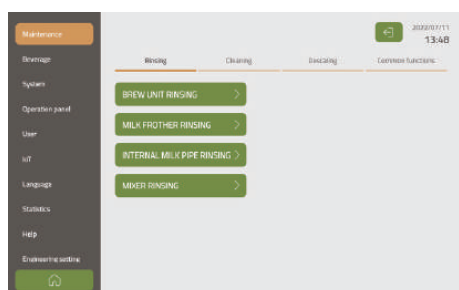 Maintenance
2022/07/11
13:48
Beverage
Rinsing
Cleaning
Descaling
Common functions
System
BREW UNIT RINSING
Operation panel
MILK FROTHER RINSING
User
IoT
INTERNAL MILK PIPE RINSING
Language
MIXER RINSING
Statistics
Help
Engineering setting